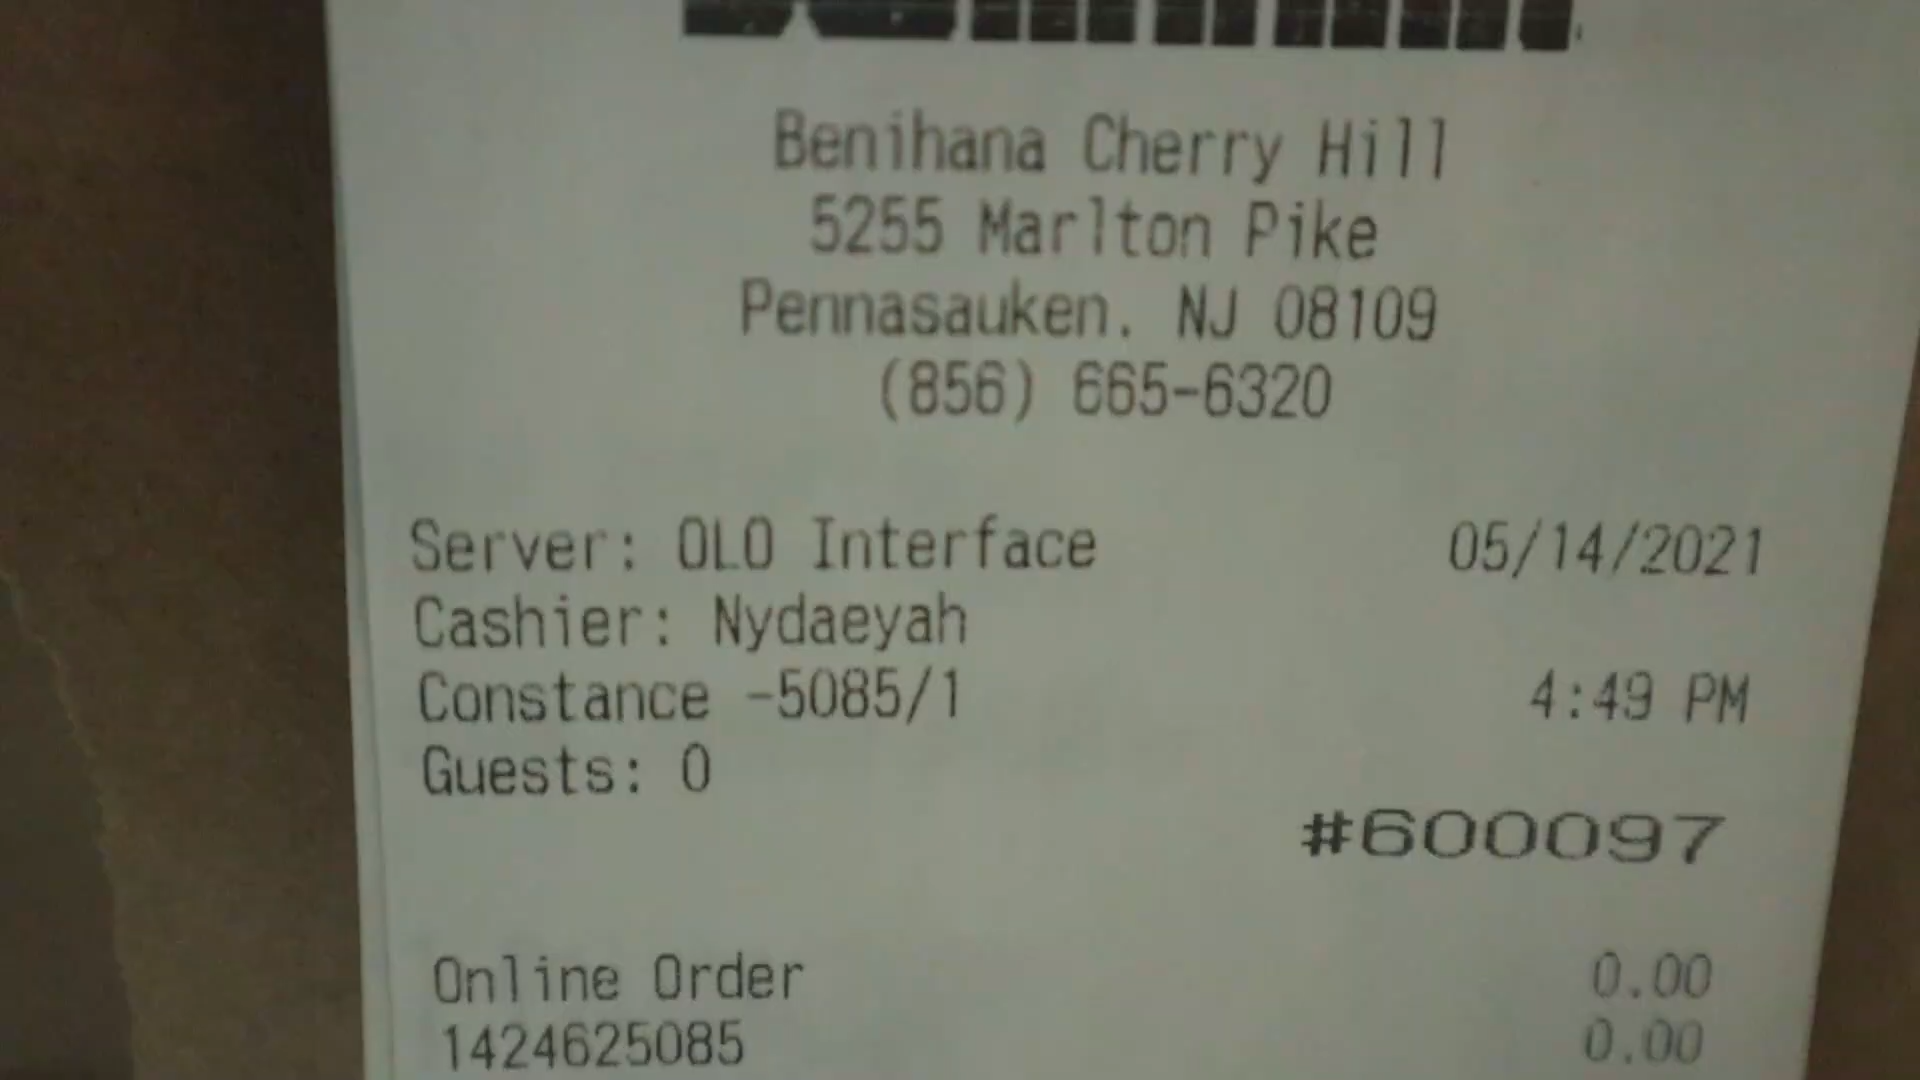 Benihana Cherry Hill
5255 Marlton Pike
Pennasauken. NJ 08109
(856) 665-6320
Server: OLO Interface 05/14/2021
Cashier: Nydaeyah
Constance -5085/1 4:49 PM
Guests: 0
#600097
Online Order 0.00
1424625085 0.00